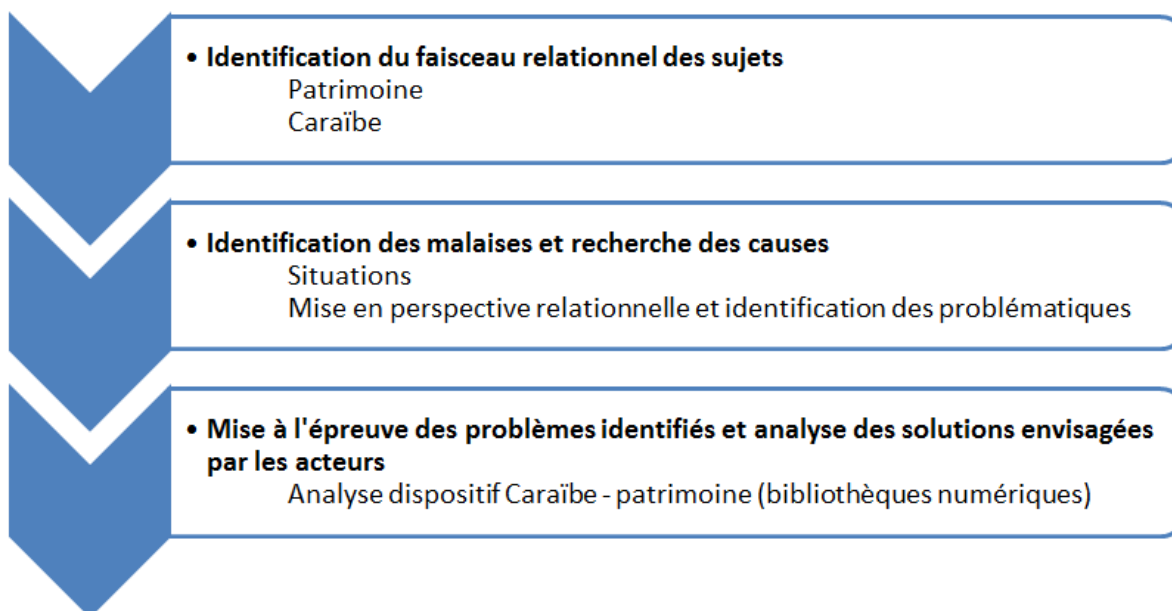 • Identification du faisceau relationnel des sujets
Patrimoine
Caraïbe
• Identification des malaises et recherche des causes
Situations
Mise en perspective relationnelle et identification des problématiques
• Mise à l'épreuve des problèmes identifiés et analyse des solutions envisagées
par les acteurs
Analyse dispositif Caraïbe - patrimoine (bibliothèques numériques)